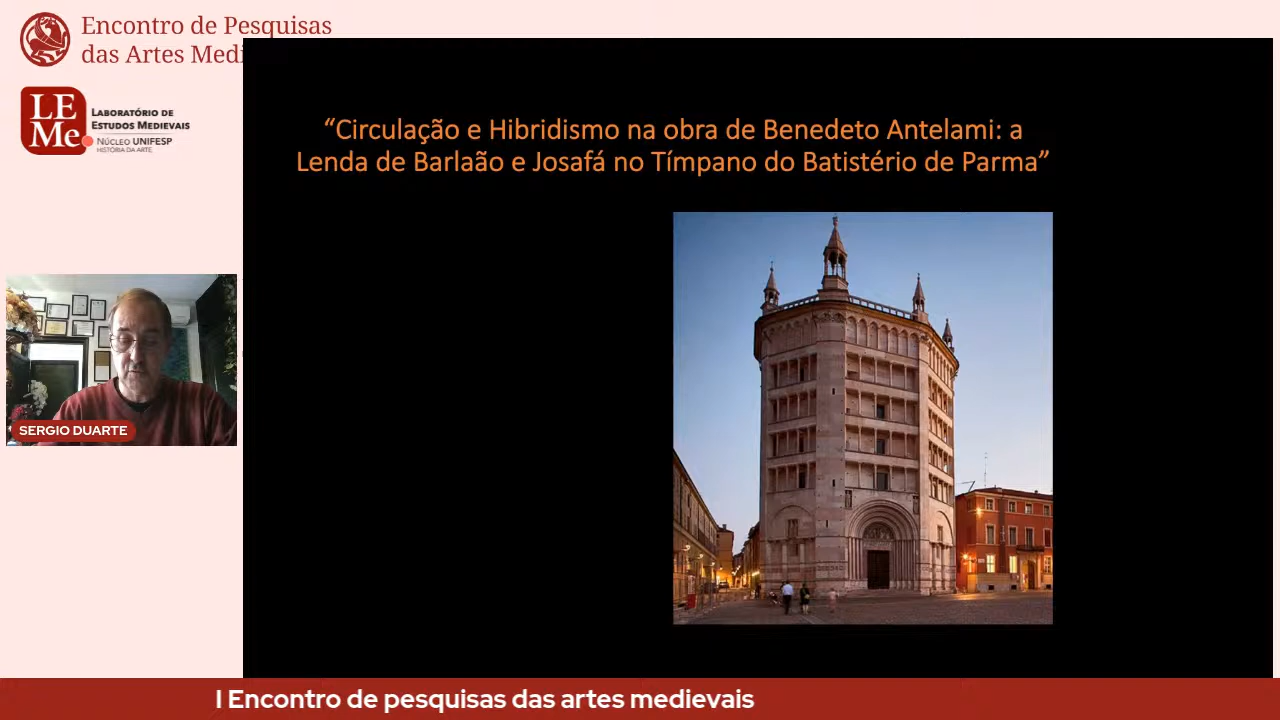 Encontro de Pesquisas
das Artes Medi
LE
Me
LABORATÓRIO DE
ESTUDOS MEDIEVAIS
NÚCLEO UNIFESP
HISTÓRIA DA ARTE
“Circulação e Hibridismo na obra de Benedeto Antelami: a
Lenda de Barlaão e Josafá no Tímpano do Batistério de Parma”
SERGIO DUARTE
I Encontro de pesquisas das artes medievais